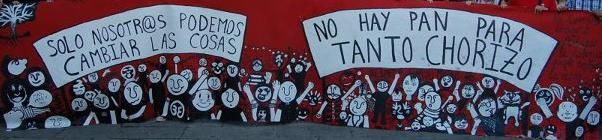 SOLO NOSOTR@S PODEMOS
CAMBIAR LAS COSAS
NO HAY PAN PARA
TANTO CHORIZO